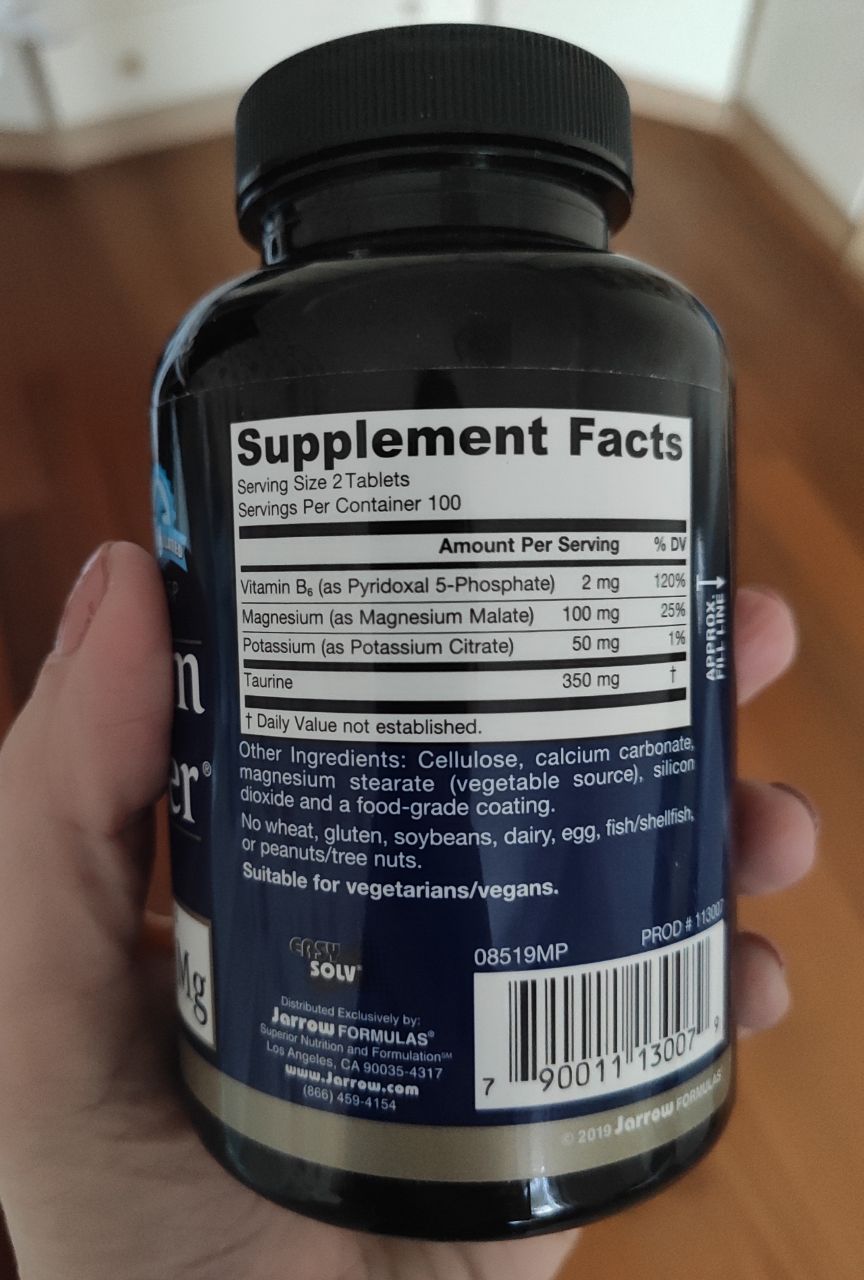 Supplement Facts
Serving Size 2 Tablets
Servings Per Container 100
Amount Per Serving % DV
Vitamin B₆ (as Pyridoxal 5-Phosphate) 2 mg 120%
Magnesium (as Magnesium Malate) 100 mg 25%
Potassium (as Potassium Citrate) 50 mg 1%
Taurine 350 mg †
† Daily Value not established.
Other Ingredients: Cellulose, calcium carbonate,
magnesium stearate (vegetable source), silicon
dioxide and a food-grade coating.
No wheat, gluten, soybeans, dairy, egg, fish/shellfish,
or peanuts/tree nuts.
Suitable for vegetarians/vegans.
APPROX.
FILL LINE
er®
Mg
EASY
SOLV
Distributed Exclusively by:
Jarrow FORMULAS®
Superior Nutrition and Formulation℠
Los Angeles, CA 90035-4317
www.Jarrow.com
(866) 459-4154
08519MP
PROD # 113007
7 90011 13007 9
© 2019 Jarrow FORMULAS®